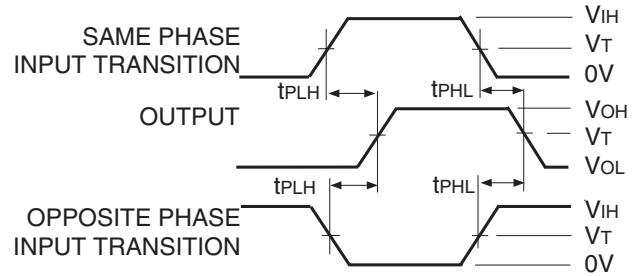 SAME PHASE
INPUT TRANSITION
VIH
VT
0V
tPLH
tPHL
OUTPUT
VOH
VT
VOL
tPLH
tPHL
OPPOSITE PHASE
INPUT TRANSITION
VIH
VT
0V